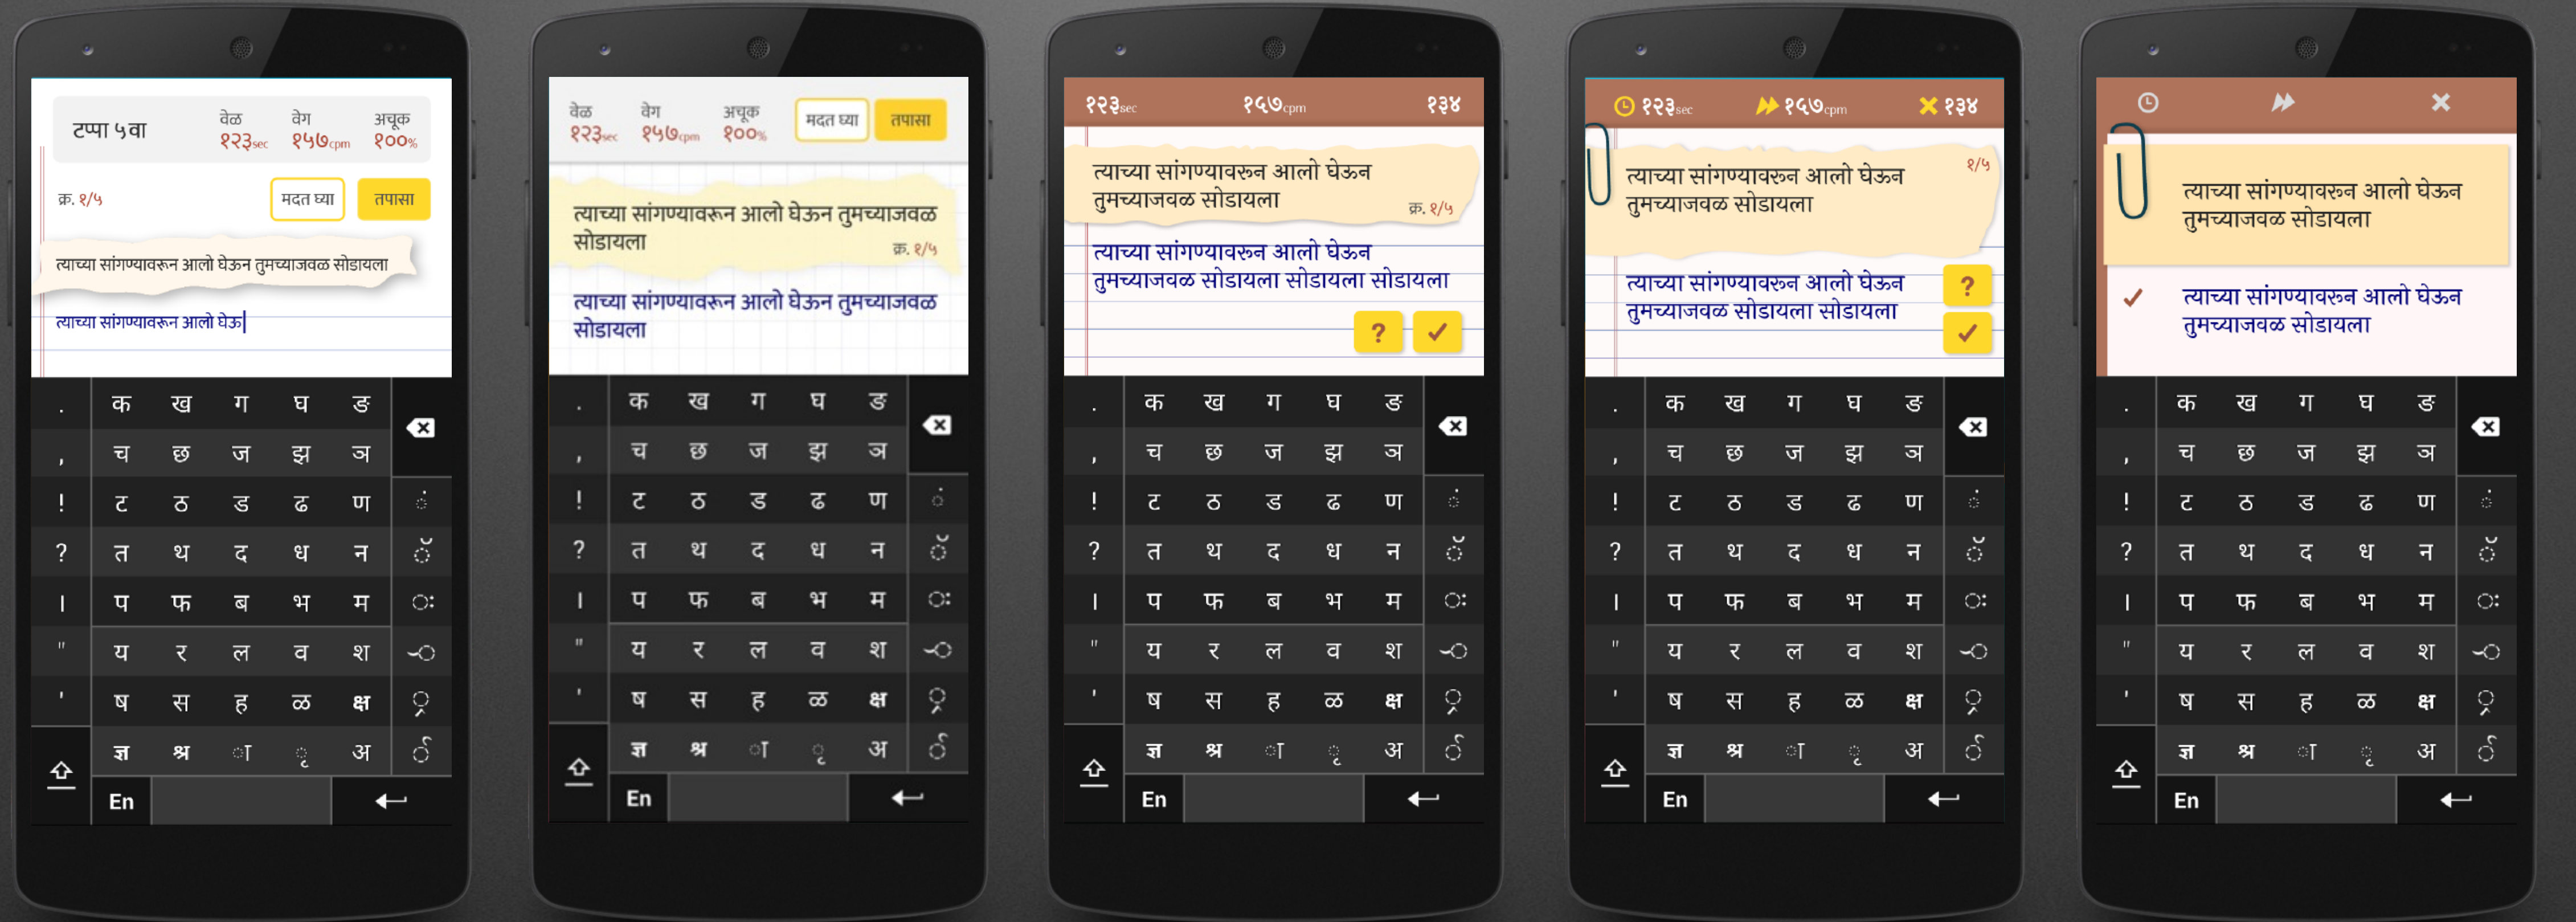 टप्पा ५वा
वेळ वेग अचूक
१२३sec १५७cpm १००%
क्र. १/५ मदत घ्या तपासा
त्याच्या सांगण्यावरून आलो घेऊन तुमच्याजवळ सोडायला
त्याच्या सांगण्यावरून आलो घेऊ
. क ख ग घ ङ
, च छ ज झ ञ
! ट ठ ड ढ ण ं
? त थ द ध न ॅ
। प फ ब भ म ः
" य र ल व श
' ष स ह ळ क्ष ्र
ज्ञ श्र ा ृ अ र्
En
वेळ वेग अचूक मदत घ्या तपासा
१२३sec १५७cpm १००%
त्याच्या सांगण्यावरून आलो घेऊन तुमच्याजवळ
सोडायला
क्र. १/५
त्याच्या सांगण्यावरून आलो घेऊन तुमच्याजवळ
सोडायला
. क ख ग घ ङ
, च छ ज झ ञ
! ट ठ ड ढ ण ं
? त थ द ध न ॅ
। प फ ब भ म ः
" य र ल व श
' ष स ह ळ क्ष ्र
ज्ञ श्र ा ृ अ र्
En
१२३sec १५७cpm १३४
त्याच्या सांगण्यावरून आलो घेऊन
तुमच्याजवळ सोडायला
क्र. १/५
त्याच्या सांगण्यावरून आलो घेऊन
तुमच्याजवळ सोडायला सोडायला सोडायला
?
. क ख ग घ ङ
, च छ ज झ ञ
! ट ठ ड ढ ण ं
? त थ द ध न ॅ
। प फ ब भ म ः
" य र ल व श
' ष स ह ळ क्ष ्र
ज्ञ श्र ा ृ अ र्
En
१२३sec १५७cpm १३४
१/५
त्याच्या सांगण्यावरून आलो घेऊन
तुमच्याजवळ सोडायला
त्याच्या सांगण्यावरून आलो घेऊन
तुमच्याजवळ सोडायला सोडायला
?
. क ख ग घ ङ
, च छ ज झ ञ
! ट ठ ड ढ ण ं
? त थ द ध न ॅ
। प फ ब भ म ः
" य र ल व श
' ष स ह ळ क्ष ्र
ज्ञ श्र ा ृ अ र्
En
त्याच्या सांगण्यावरून आलो घेऊन
तुमच्याजवळ सोडायला
त्याच्या सांगण्यावरून आलो घेऊन
तुमच्याजवळ सोडायला
. क ख ग घ ङ
, च छ ज झ ञ
! ट ठ ड ढ ण ं
? त थ द ध न ॅ
। प फ ब भ म ः
" य र ल व श
' ष स ह ळ क्ष ्र
ज्ञ श्र ा ृ अ र्
En